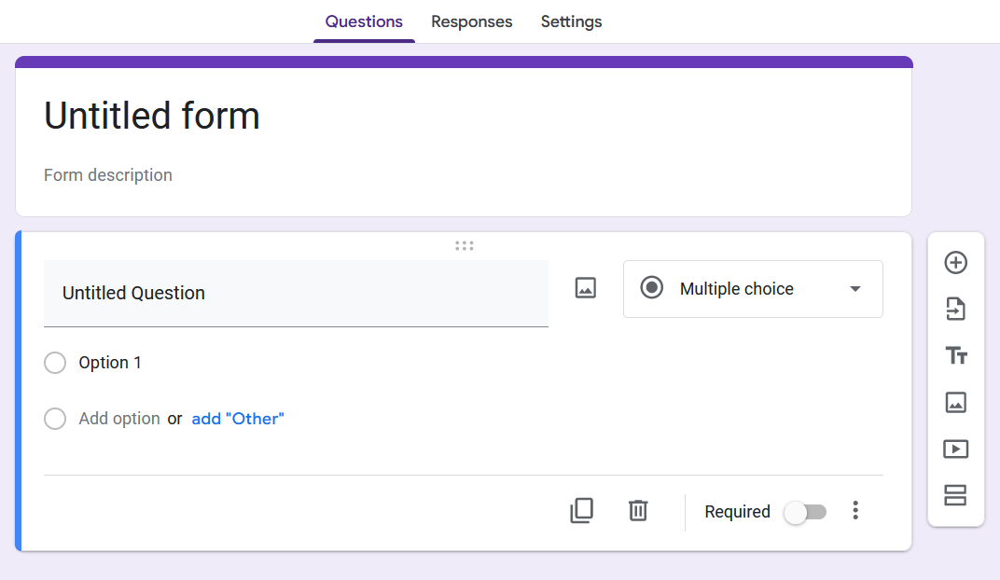 Questions Responses Settings
Untitled form
Form description
Untitled Question
Multiple choice
Option 1
Add option or add "Other"
Required